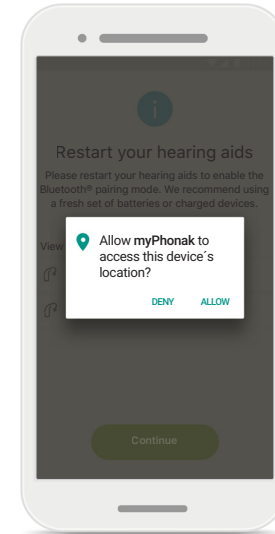 Restart your hearing aids
Please restart your hearing aids to enable the
Bluetooth® pairing mode. We recommend using
a fresh set of batteries or charged devices.
View
Allow myPhonak to
access this device´s
location?
DENY ALLOW
Continue